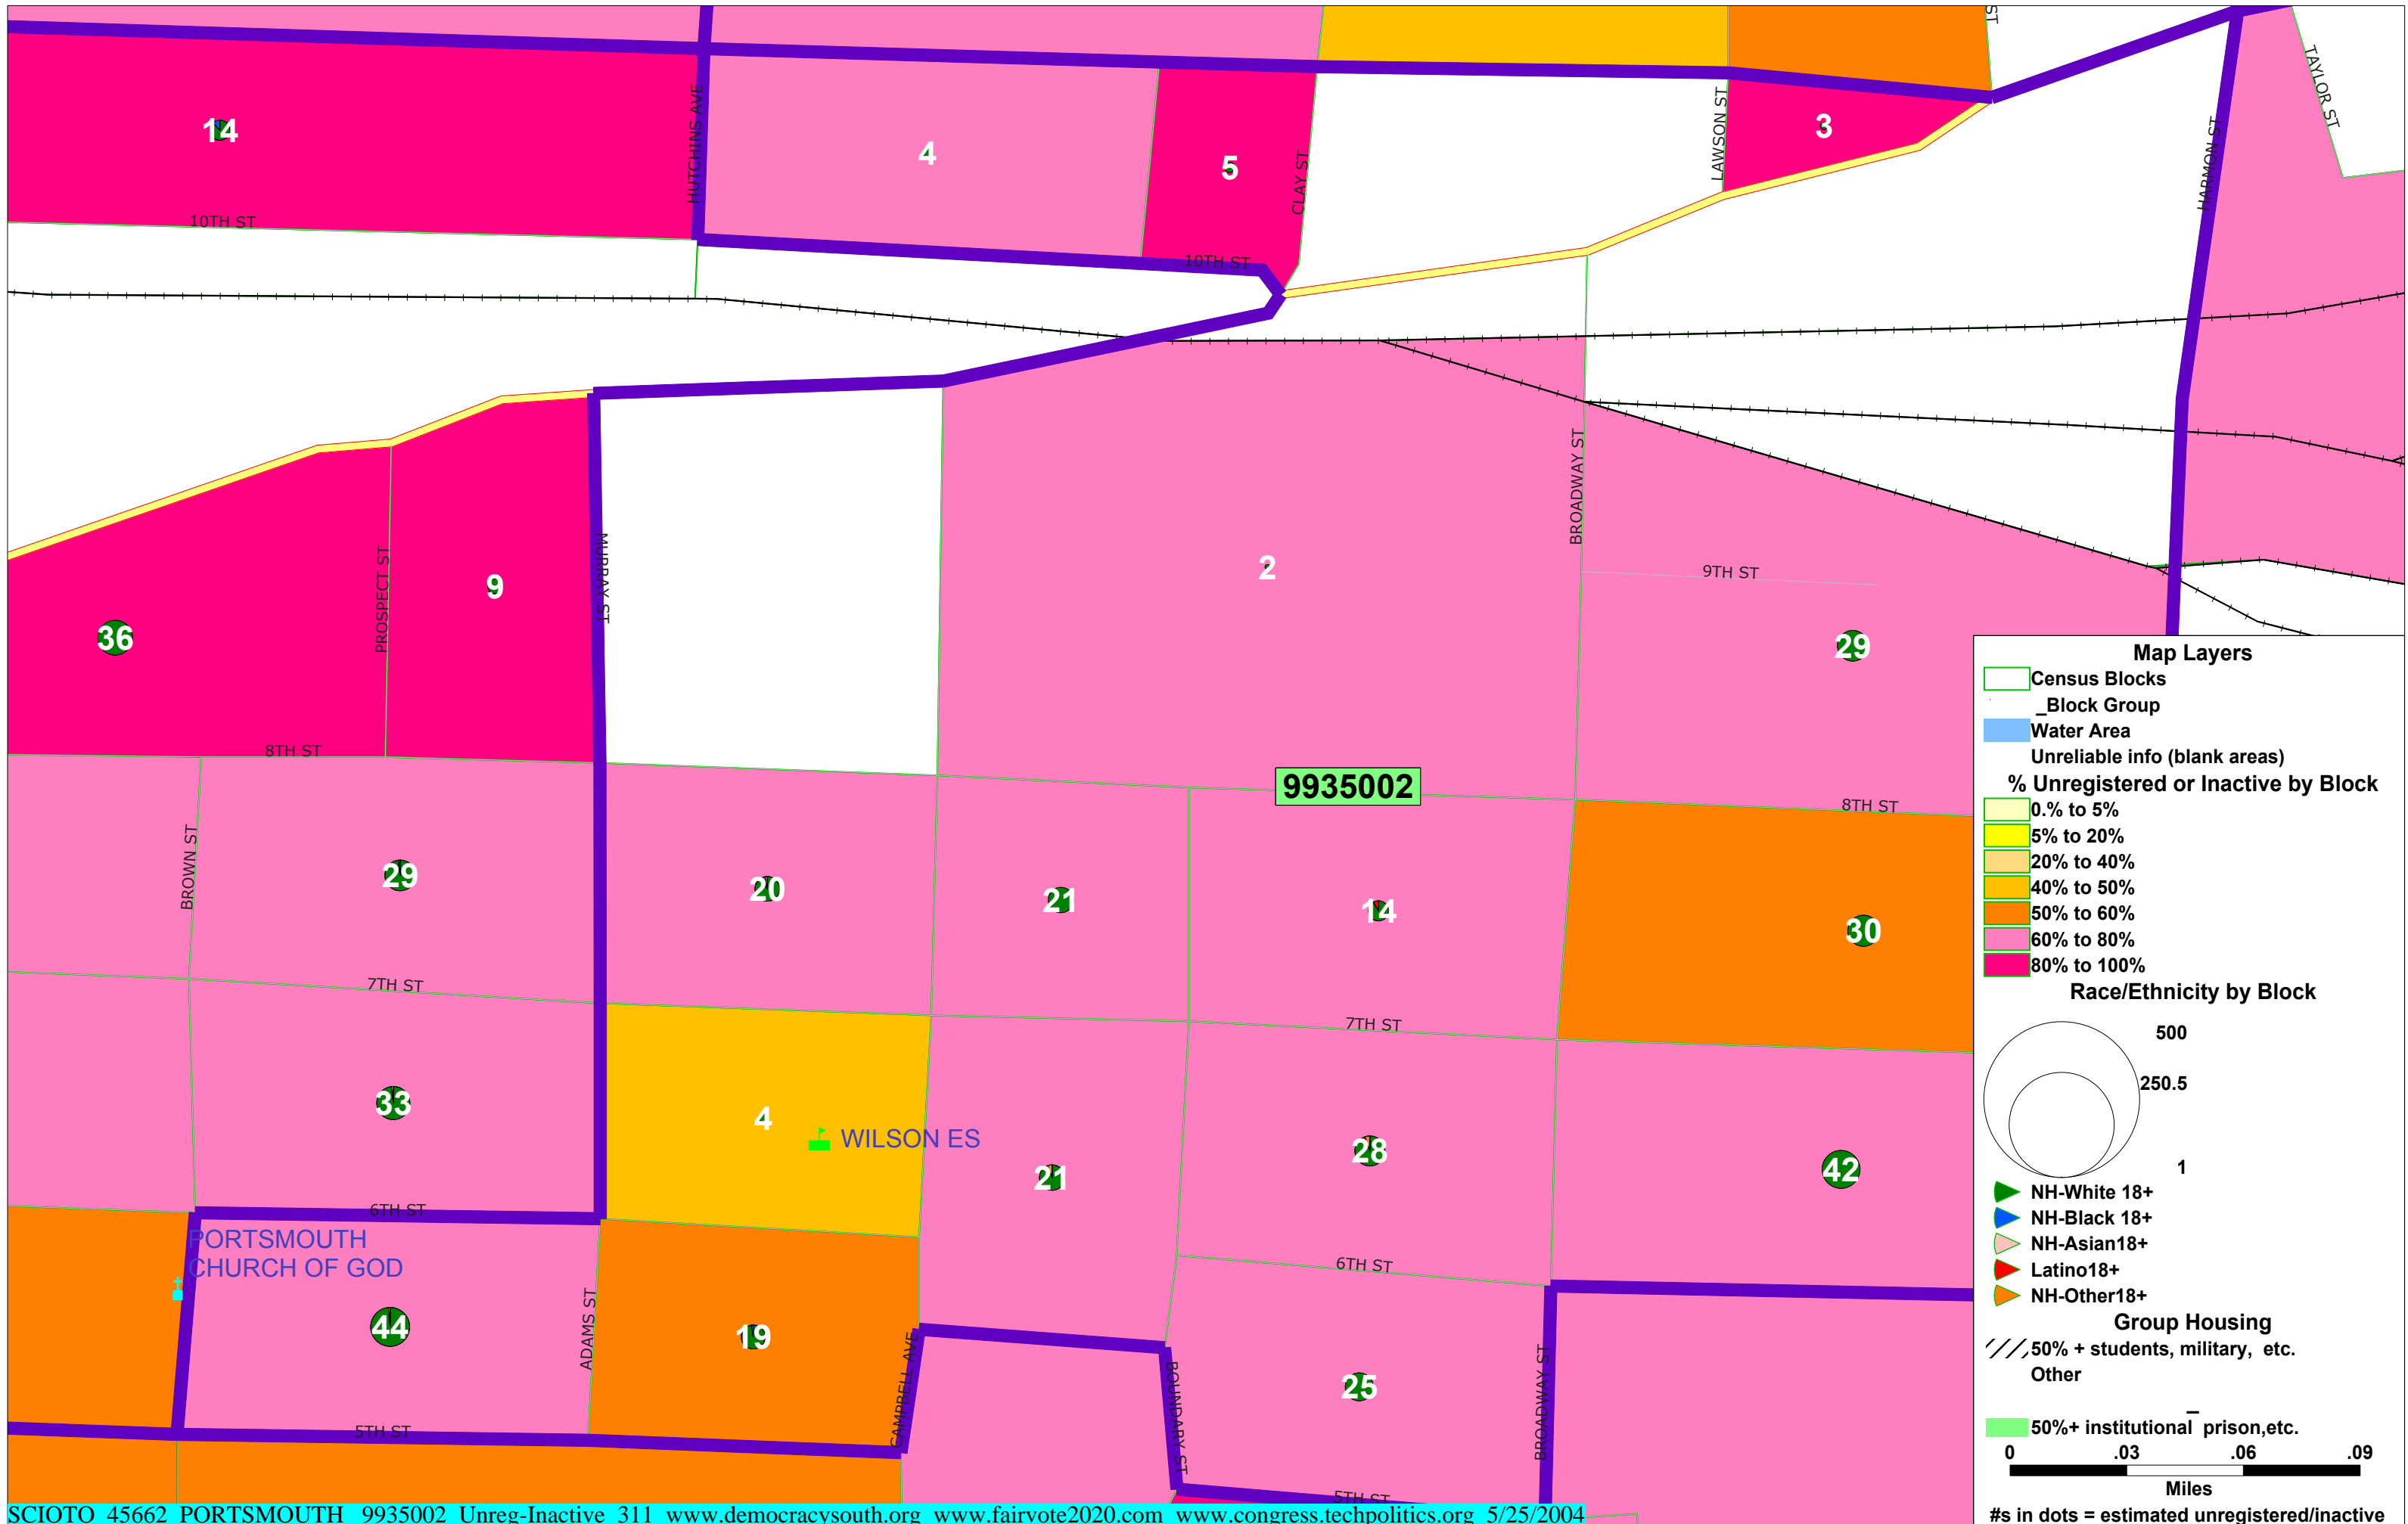 ST
TAYLOR ST
HUTCHINS AVE
CLAY ST
LAWSON ST
HARMON ST
14
4
5
3
10TH ST
10TH ST
PROSPECT ST
MURRAY ST
BROADWAY ST
9
2
9TH ST
36
29
8TH ST
9935002
8TH ST
BROWN ST
29
20
21
14
30
7TH ST
7TH ST
33
4
WILSON ES
21
28
42
6TH ST
PORTSMOUTH
CHURCH OF GOD
6TH ST
ADAMS ST
CAMPBELL AVE
BOUNDARY ST
BROADWAY ST
44
19
25
5TH ST
5TH ST
Map Layers
Census Blocks
_Block Group
Water Area
Unreliable info (blank areas)
% Unregistered or Inactive by Block
0.% to 5%
5% to 20%
20% to 40%
40% to 50%
50% to 60%
60% to 80%
80% to 100%
Race/Ethnicity by Block
500
250.5
1
NH-White 18+
NH-Black 18+
NH-Asian18+
Latino18+
NH-Other18+
Group Housing
50% + students, military, etc.
Other
_
50%+ institutional prison,etc.
0 .03 .06 .09
Miles
#s in dots = estimated unregistered/inactive
SCIOTO 45662 PORTSMOUTH 9935002 Unreg-Inactive 311 www.democracysouth.org www.fairvote2020.com www.congress.techpolitics.org 5/25/2004